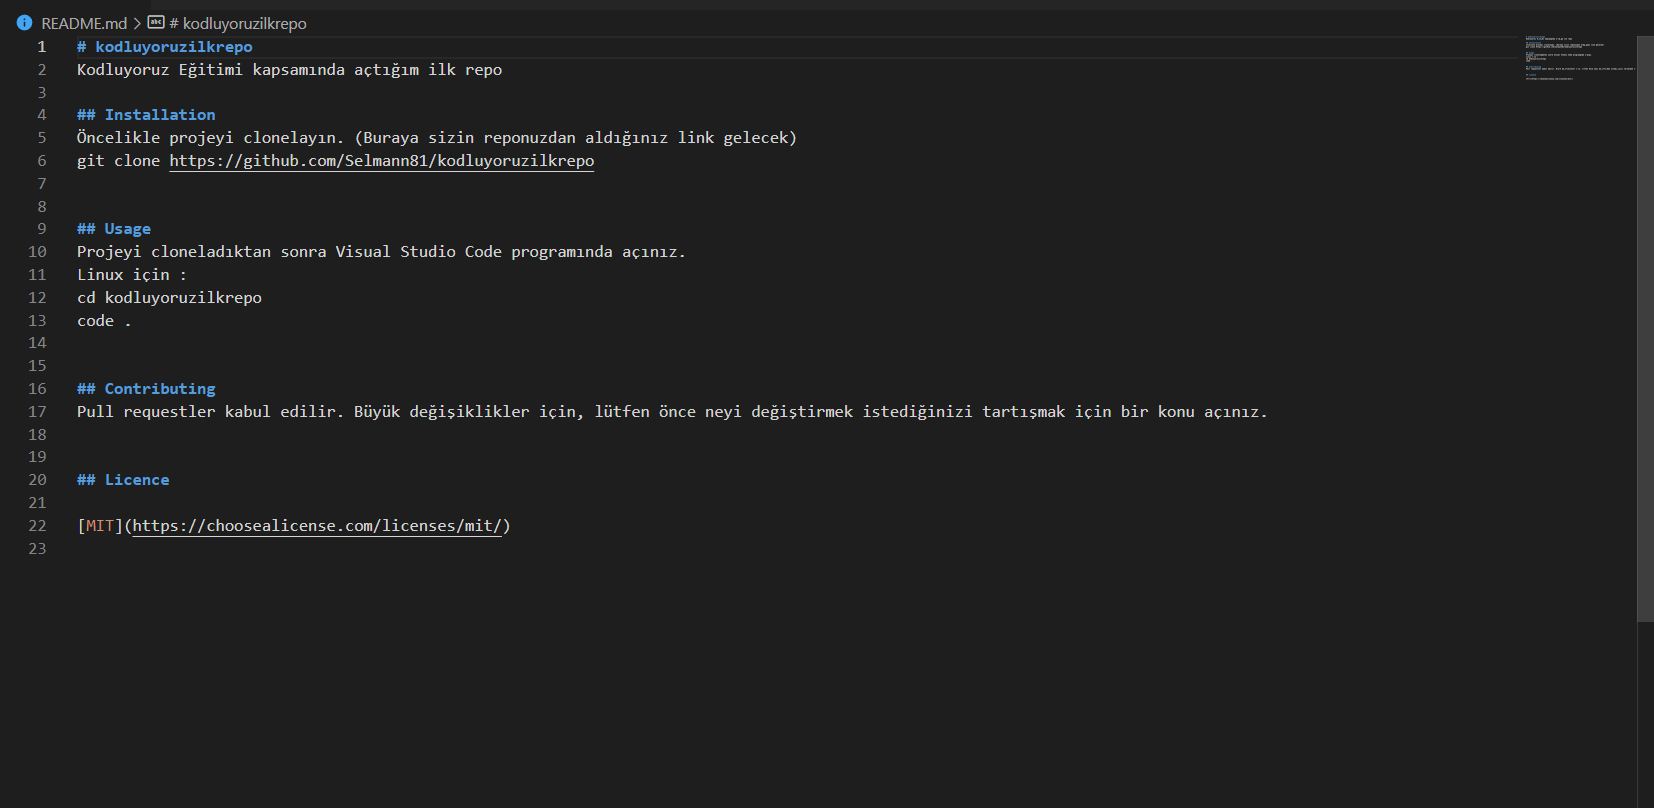 README.md > # kodluyoruzilkrepo
1 # kodluyoruzilkrepo
2 Kodluyoruz Eğitimi kapsamında açtığım ilk repo
3
4 ## Installation
5 Öncelikle projeyi clonelayın. (Buraya sizin reponuzdan aldığınız link gelecek)
6 git clone https://github.com/Selmann81/kodluyoruzilkrepo
7
8
9 ## Usage
10 Projeyi cloneladıktan sonra Visual Studio Code programında açınız.
11 Linux için :
12 cd kodluyoruzilkrepo
13 code .
14
15
16 ## Contributing
17 Pull requestler kabul edilir. Büyük değişiklikler için, lütfen önce neyi değiştirmek istediğinizi tartışmak için bir konu açınız.
18
19
20 ## Licence
21
22 [MIT](https://choosealicense.com/licenses/mit/)
23